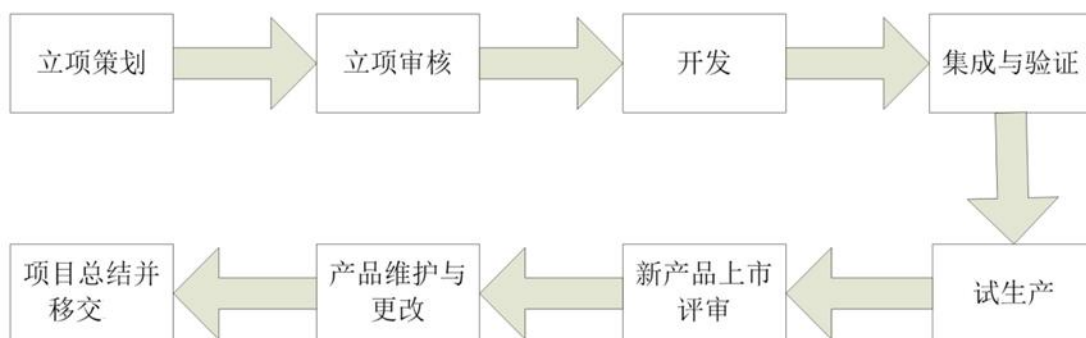 立项策划
立项审核
开发
集成与验证
试生产
新产品上市
评审
产品维护与
更改
项目总结并
移交